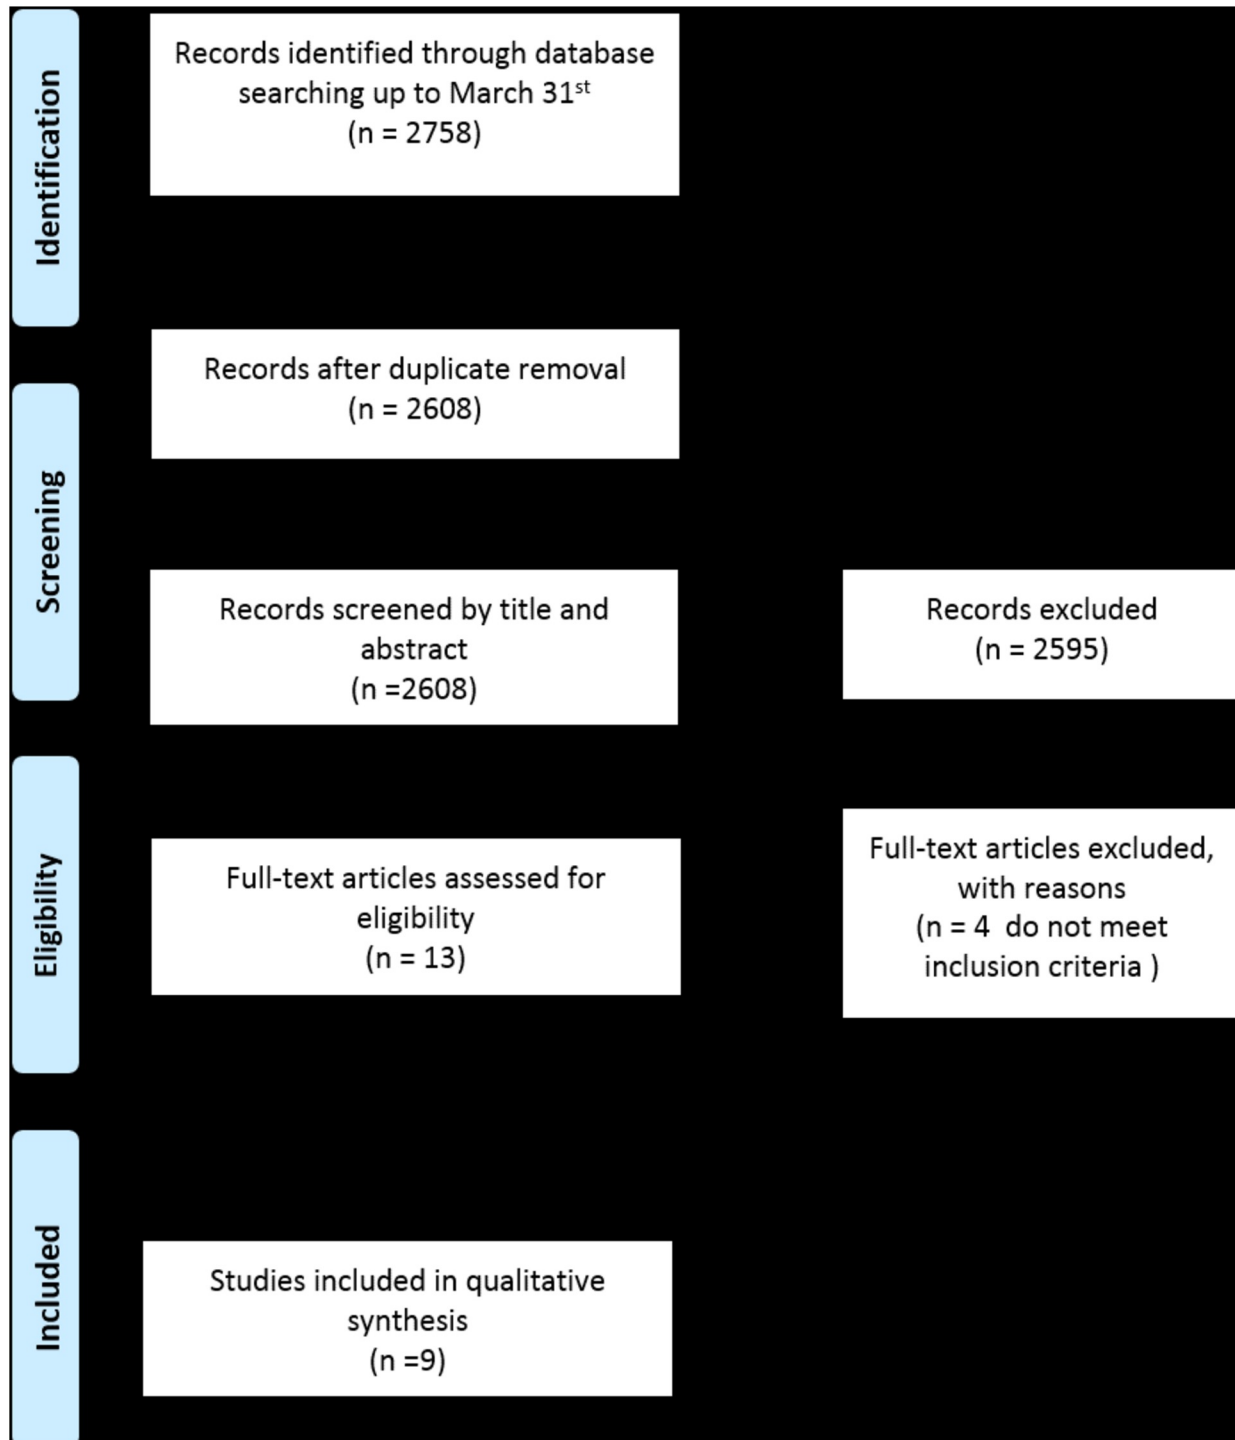 Identification
Records identified through database
searching up to March 31st
(n = 2758)
Records after duplicate removal
(n = 2608)
Screening
Records screened by title and
abstract
(n =2608)
Records excluded
(n = 2595)
Eligibility
Full-text articles assessed for
eligibility
(n = 13)
Full-text articles excluded,
with reasons
(n = 4  do not meet
inclusion criteria )
Included
Studies included in qualitative
synthesis
(n =9)